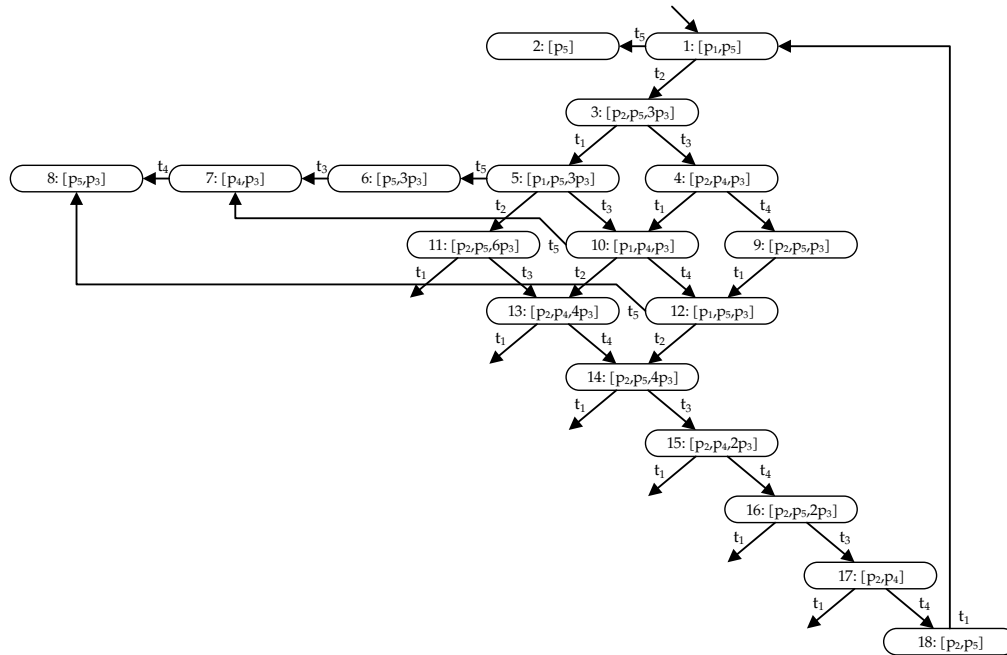 2: [p₅]
t₅
1: [p₁,p₅]
t₂
3: [p₂,p₅,3p₃]
t₁
t₃
8: [p₅,p₃]
t₄
7: [p₄,p₃]
t₃
6: [p₅,3p₃]
t₅
5: [p₁,p₅,3p₃]
4: [p₂,p₄,p₃]
t₂
t₃
t₁
t₄
11: [p₂,p₅,6p₃]
t₅
10: [p₁,p₄,p₃]
9: [p₂,p₅,p₃]
t₁
t₃
t₂
t₄
t₁
13: [p₂,p₄,4p₃]
t₅
12: [p₁,p₅,p₃]
t₁
t₄
t₂
14: [p₂,p₅,4p₃]
t₁
t₃
15: [p₂,p₄,2p₃]
t₁
t₄
16: [p₂,p₅,2p₃]
t₁
t₃
17: [p₂,p₄]
t₁
t₄
t₁
18: [p₂,p₅]